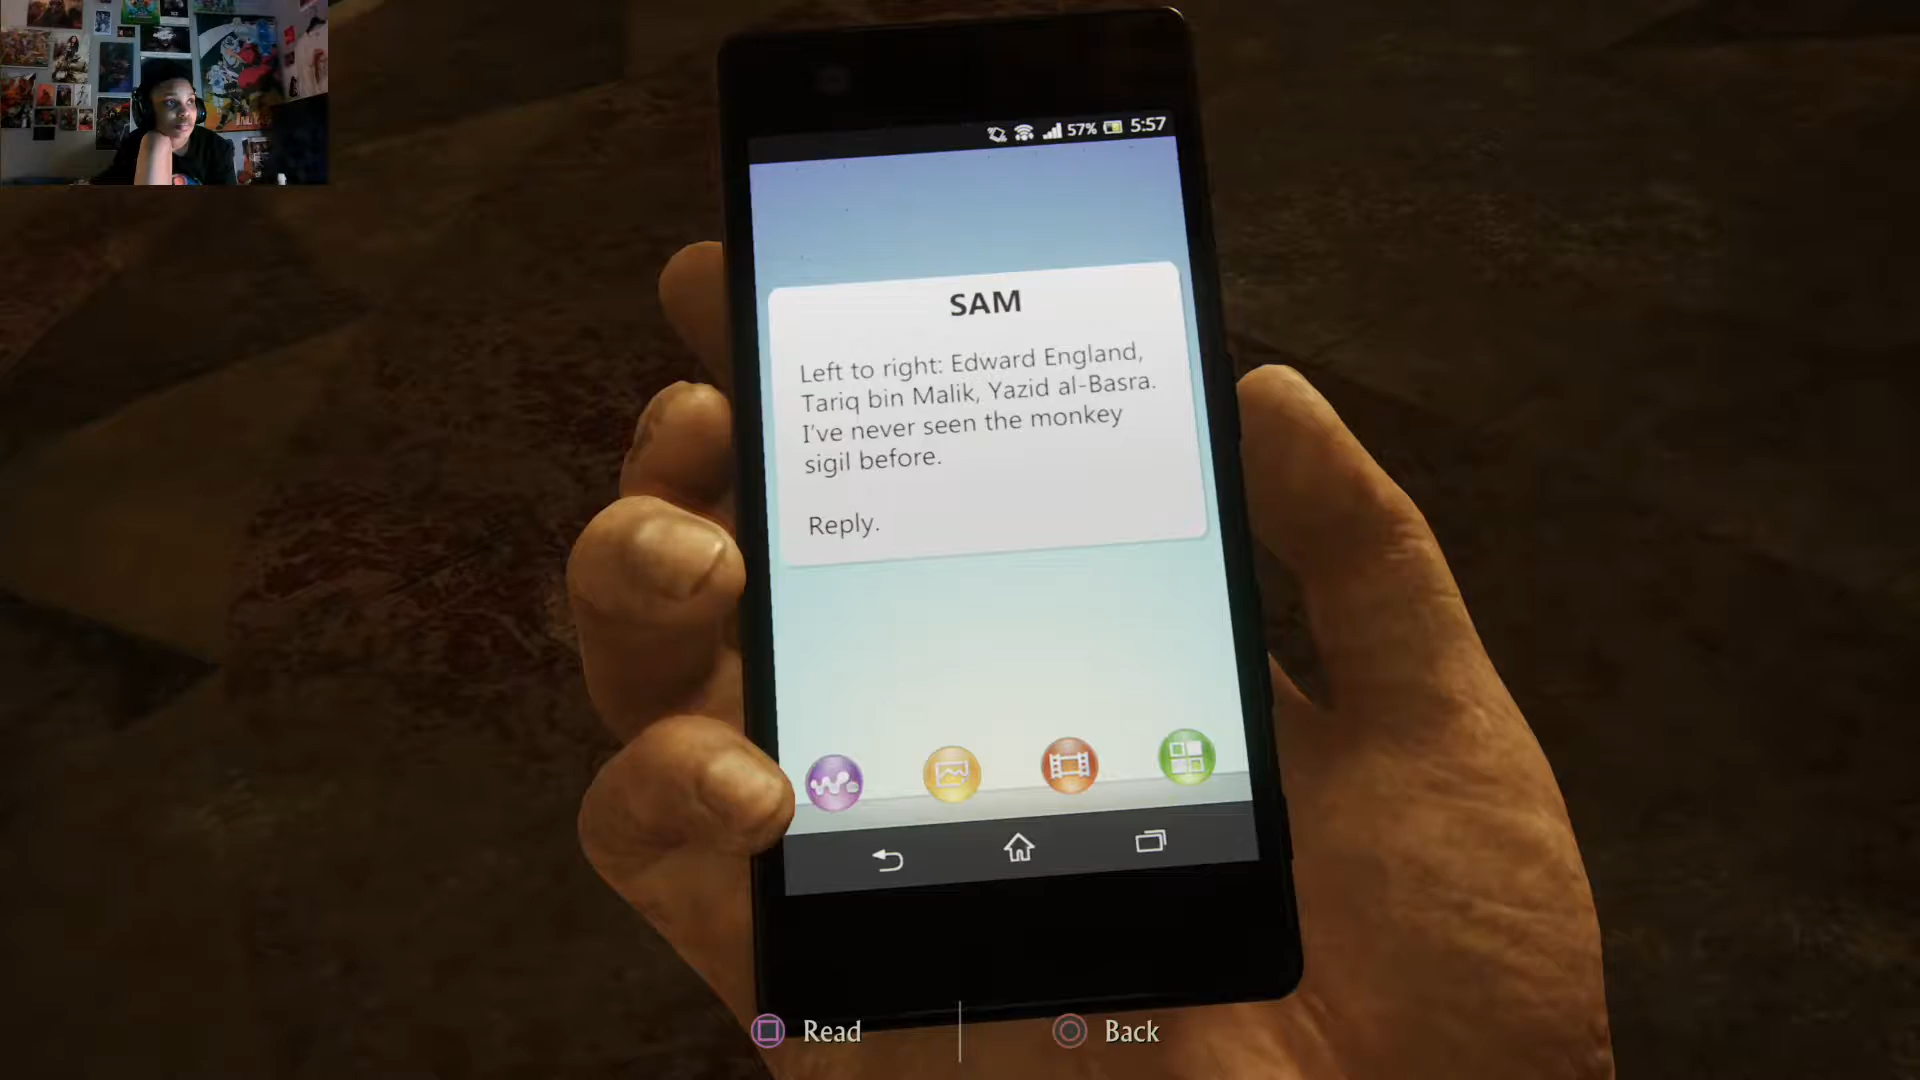 57% 5:57
SAM
Left to right: Edward England,
Tariq bin Malik, Yazid al-Basra.
I've never seen the monkey
sigil before.
Reply.
Read
Back